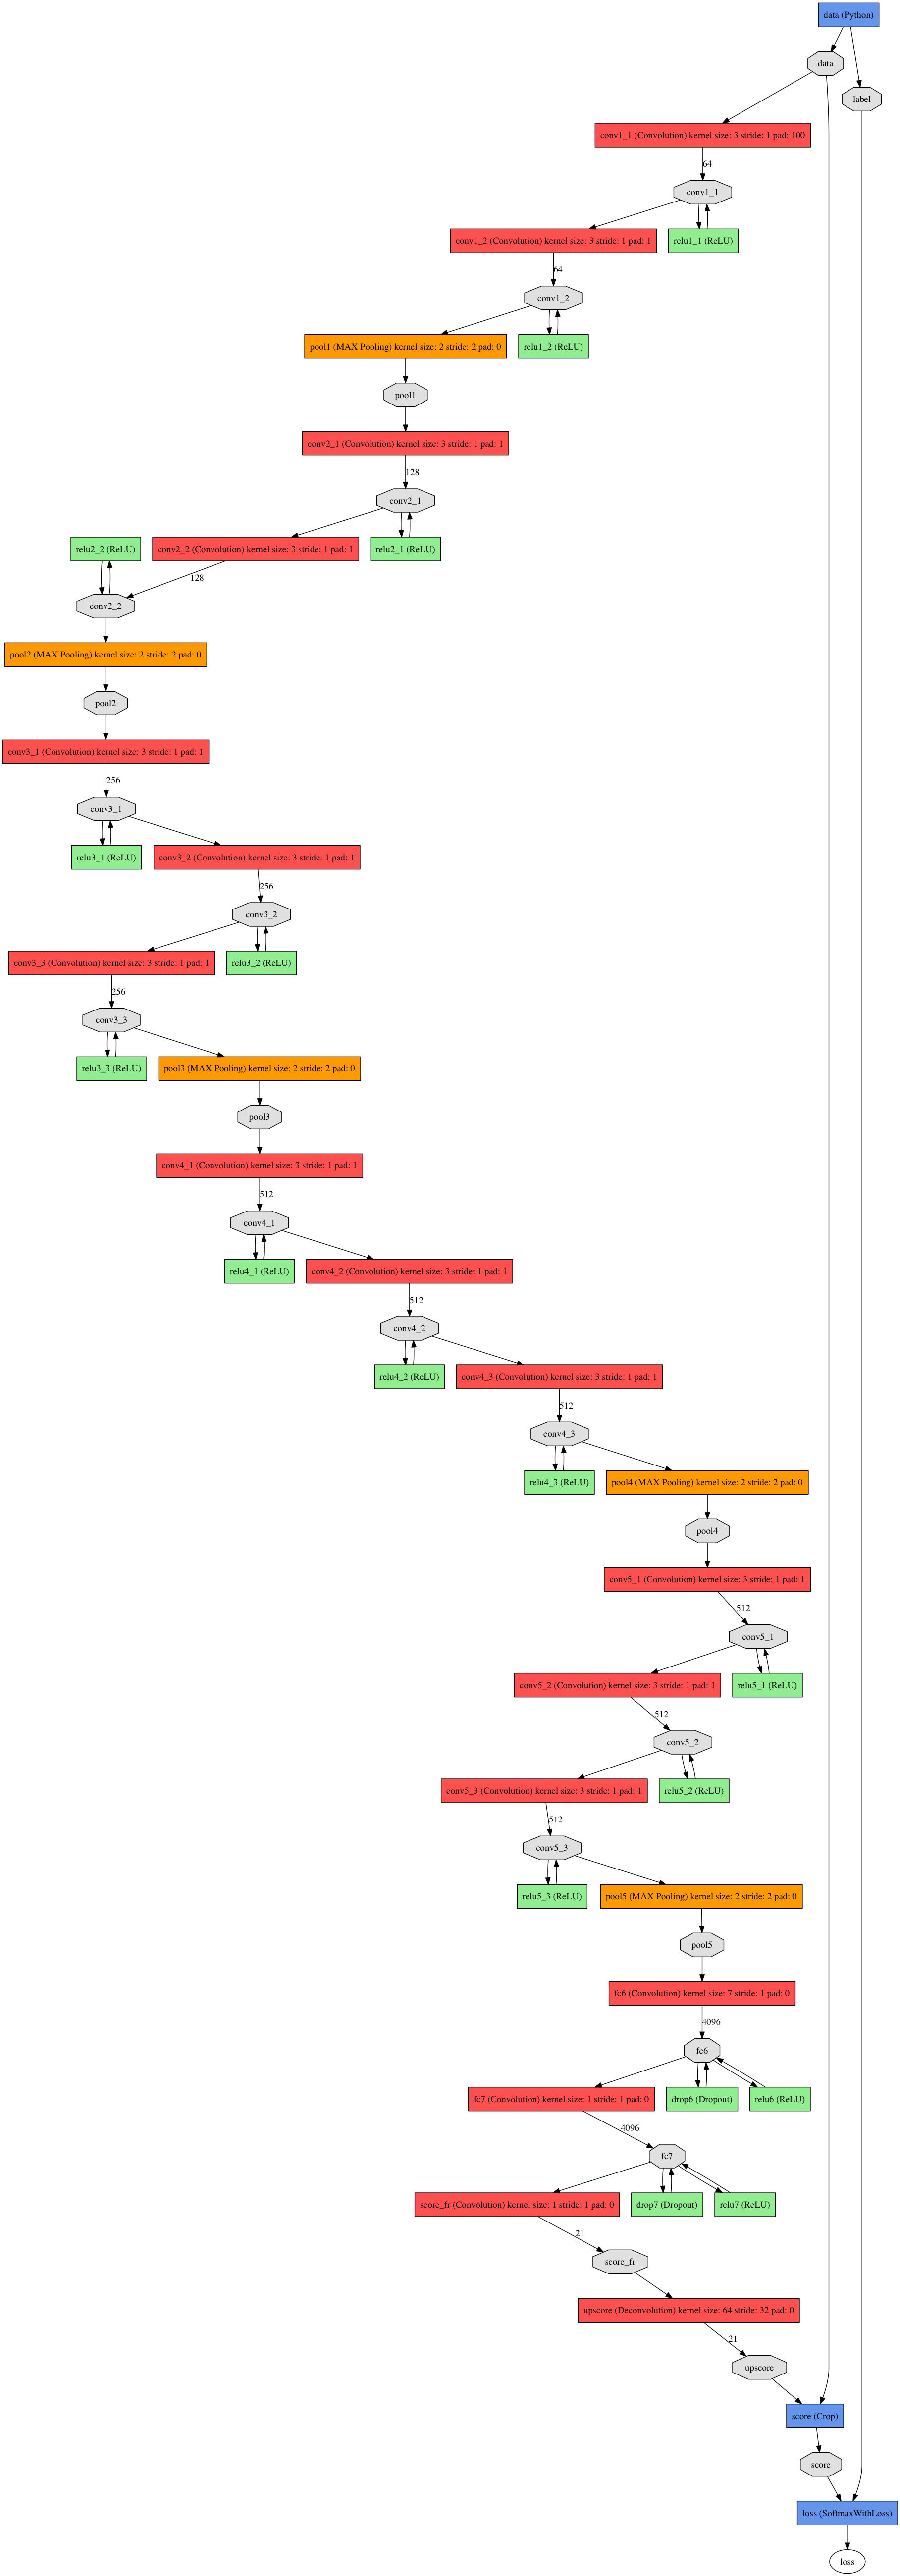 data (Python)
data
label
conv1_1 (Convolution) kernel size: 3 stride: 1 pad: 100
64
conv1_1
conv1_2 (Convolution) kernel size: 3 stride: 1 pad: 1
relu1_1 (ReLU)
64
conv1_2
pool1 (MAX Pooling) kernel size: 2 stride: 2 pad: 0
relu1_2 (ReLU)
pool1
conv2_1 (Convolution) kernel size: 3 stride: 1 pad: 1
128
conv2_1
relu2_2 (ReLU)
conv2_2 (Convolution) kernel size: 3 stride: 1 pad: 1
relu2_1 (ReLU)
128
conv2_2
pool2 (MAX Pooling) kernel size: 2 stride: 2 pad: 0
pool2
conv3_1 (Convolution) kernel size: 3 stride: 1 pad: 1
256
conv3_1
relu3_1 (ReLU)
conv3_2 (Convolution) kernel size: 3 stride: 1 pad: 1
256
conv3_2
conv3_3 (Convolution) kernel size: 3 stride: 1 pad: 1
relu3_2 (ReLU)
256
conv3_3
relu3_3 (ReLU)
pool3 (MAX Pooling) kernel size: 2 stride: 2 pad: 0
pool3
conv4_1 (Convolution) kernel size: 3 stride: 1 pad: 1
512
conv4_1
relu4_1 (ReLU)
conv4_2 (Convolution) kernel size: 3 stride: 1 pad: 1
512
conv4_2
relu4_2 (ReLU)
conv4_3 (Convolution) kernel size: 3 stride: 1 pad: 1
512
conv4_3
relu4_3 (ReLU)
pool4 (MAX Pooling) kernel size: 2 stride: 2 pad: 0
pool4
conv5_1 (Convolution) kernel size: 3 stride: 1 pad: 1
512
conv5_1
conv5_2 (Convolution) kernel size: 3 stride: 1 pad: 1
relu5_1 (ReLU)
512
conv5_2
conv5_3 (Convolution) kernel size: 3 stride: 1 pad: 1
relu5_2 (ReLU)
512
conv5_3
relu5_3 (ReLU)
pool5 (MAX Pooling) kernel size: 2 stride: 2 pad: 0
pool5
fc6 (Convolution) kernel size: 7 stride: 1 pad: 0
4096
fc6
fc7 (Convolution) kernel size: 1 stride: 1 pad: 0
drop6 (Dropout)
relu6 (ReLU)
4096
fc7
score_fr (Convolution) kernel size: 1 stride: 1 pad: 0
drop7 (Dropout)
relu7 (ReLU)
21
score_fr
upscore (Deconvolution) kernel size: 64 stride: 32 pad: 0
21
upscore
score (Crop)
score
loss (SoftmaxWithLoss)
loss